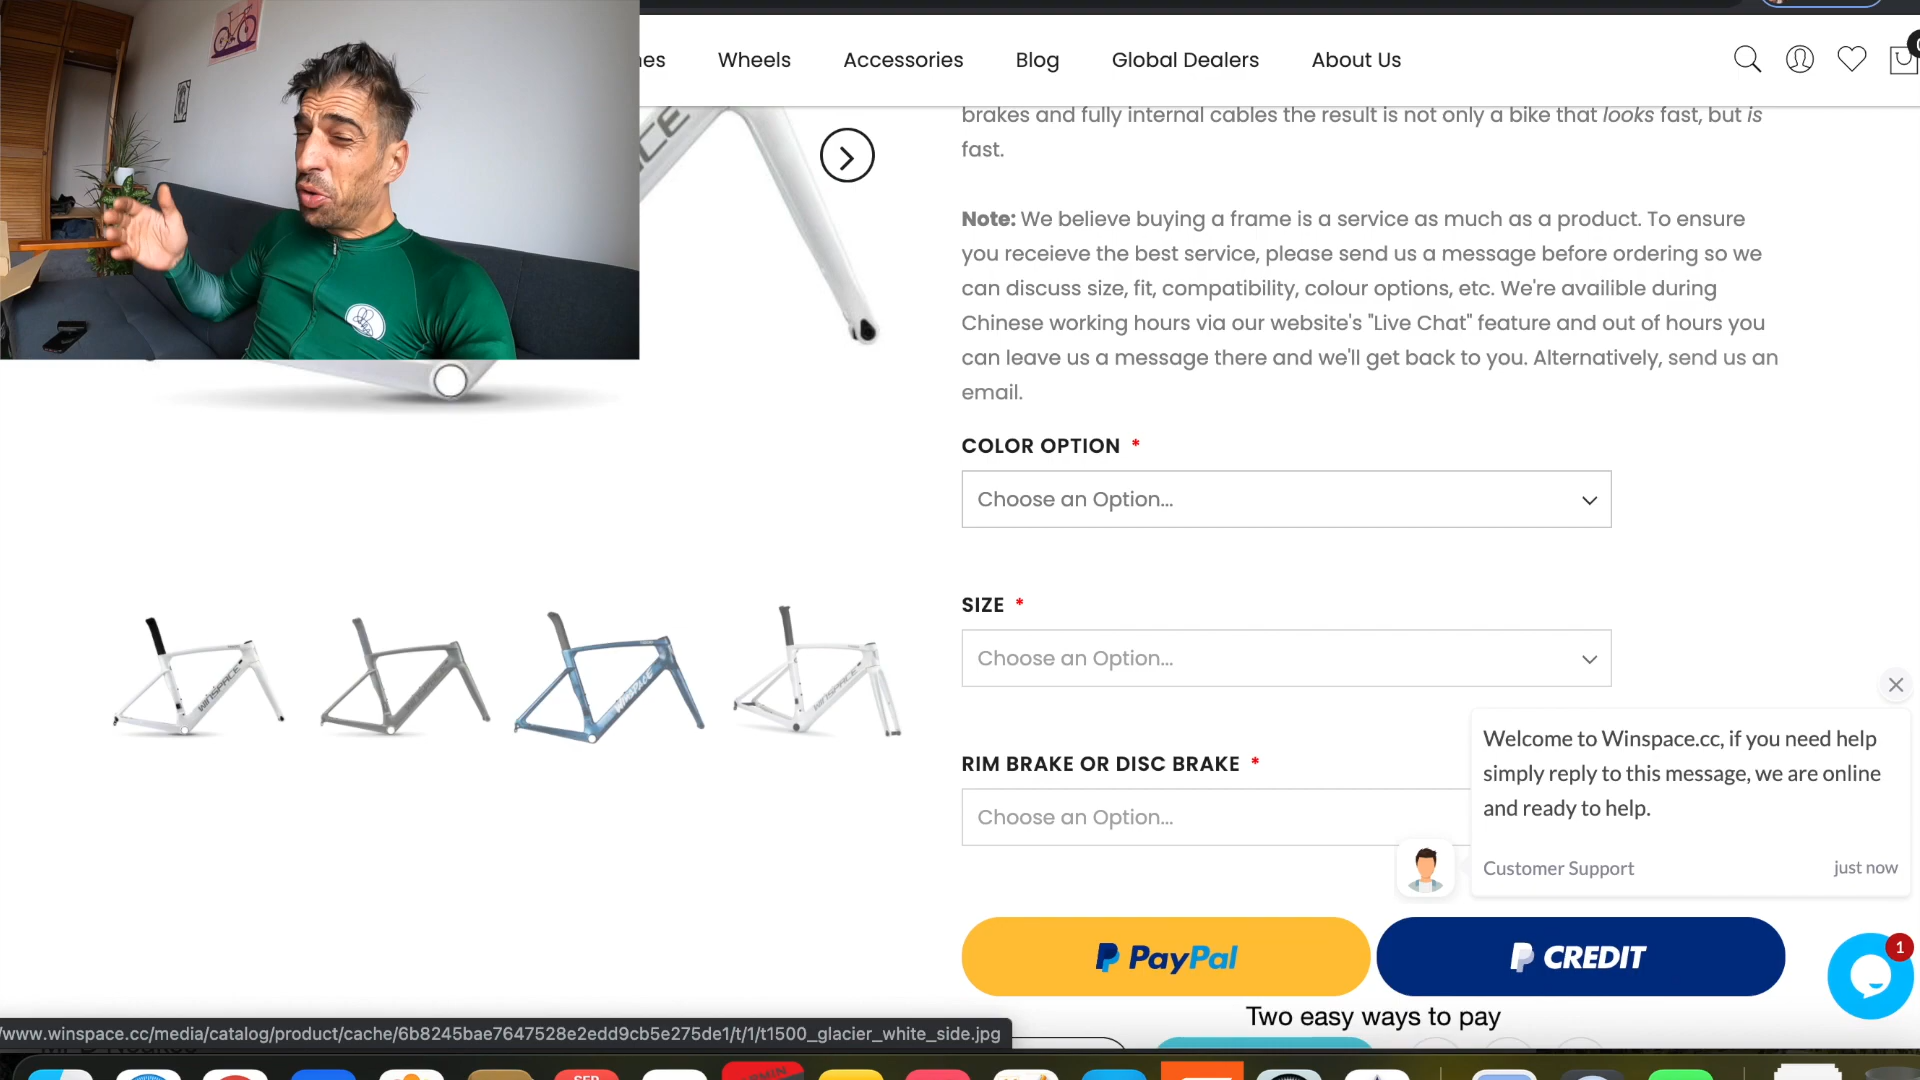 Wheels
Accessories
Blog
Global Dealers
About Us
brakes and fully internal cables the result is not only a bike that looks fast, but is
fast.
Note: We believe buying a frame is a service as much as a product. To ensure
you receieve the best service, please send us a message before ordering so we
can discuss size, fit, compatibility, colour options, etc. We're availible during
Chinese working hours via our website's "Live Chat" feature and out of hours you
can leave us a message there and we'll get back to you. Alternatively, send us an
email.
COLOR OPTION *
Choose an Option...
SIZE *
Choose an Option...
WINSPACE
WINSPACE
WINSPACE
RIM BRAKE OR DISC BRAKE *
Choose an Option...
Welcome to Winspace.cc, if you need help
simply reply to this message, we are online
and ready to help.
Customer Support
just now
PayPal
CREDIT
1
Two easy ways to pay
/www.winspace.cc/media/catalog/product/cache/6b8245bae7647528e2edd9cb5e275de1/t/1/t1500_glacier_white_side.jpg
SEP